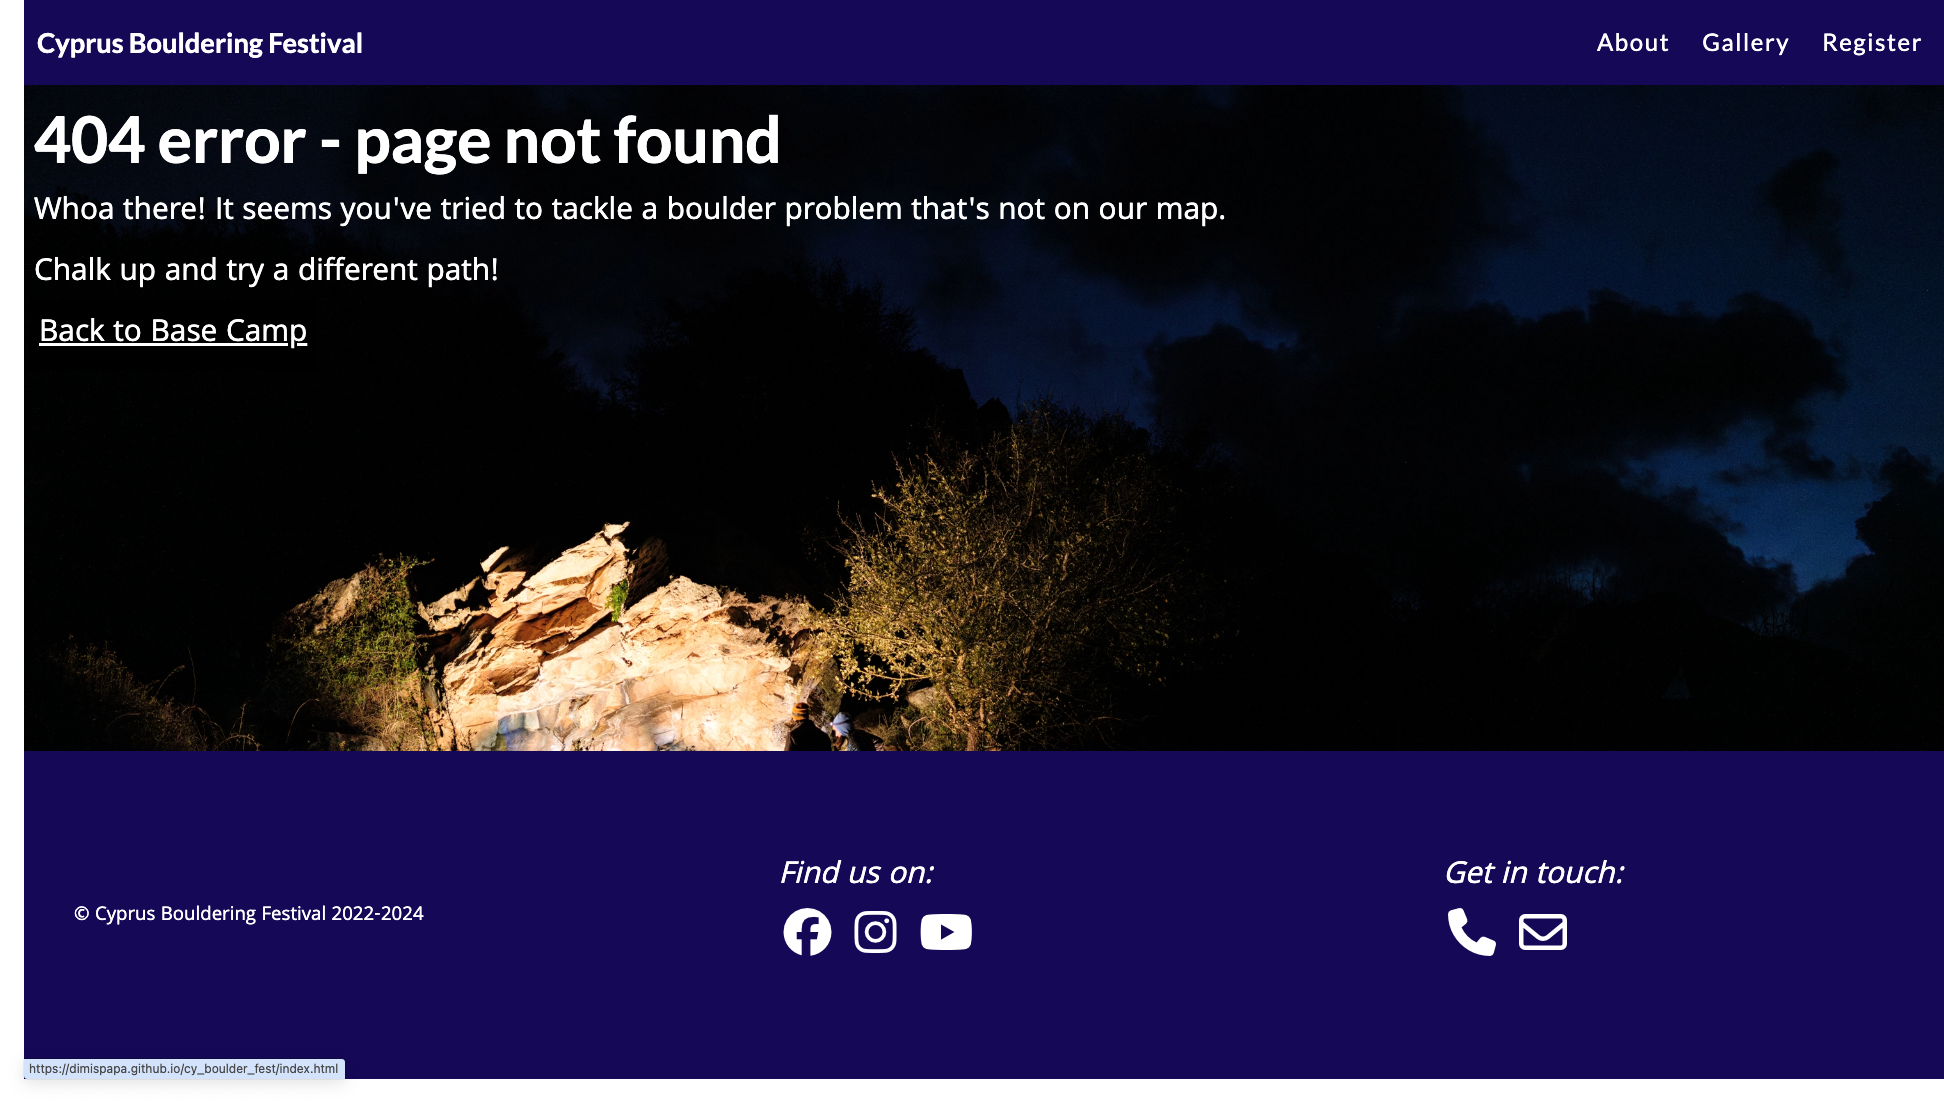 Cyprus Bouldering Festival
About Gallery Register
404 error - page not found
Whoa there! It seems you've tried to tackle a boulder problem that's not on our map.
Chalk up and try a different path!
Back to Base Camp
Find us on:
Get in touch:
© Cyprus Bouldering Festival 2022-2024
https://dimispapa.github.io/cy_boulder_fest/index.html